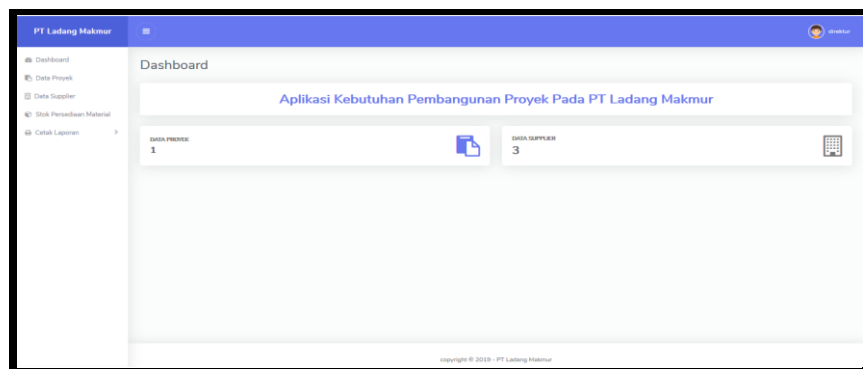 PT Ladang Makmur
direktur
Dashboard
Data Proyek
Data Supplier
Stok Persediaan Material
Cetak Laporan
Dashboard
Aplikasi Kebutuhan Pembangunan Proyek Pada PT Ladang Makmur
DATA PROYEK
1
DATA SUPPLIER
3
copyright © 2019 - PT Ladang Makmur